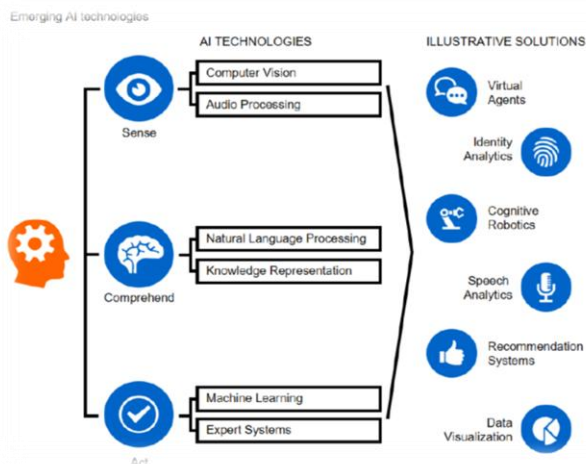 Emerging AI technologies
AI TECHNOLOGIES
ILLUSTRATIVE SOLUTIONS
Computer Vision
Audio Processing
Sense
Natural Language Processing
Knowledge Representation
Comprehend
Machine Learning
Expert Systems
Act
Virtual
Agents
Identity
Analytics
Cognitive
Robotics
Speech
Analytics
Recommendation
Systems
Data
Visualization